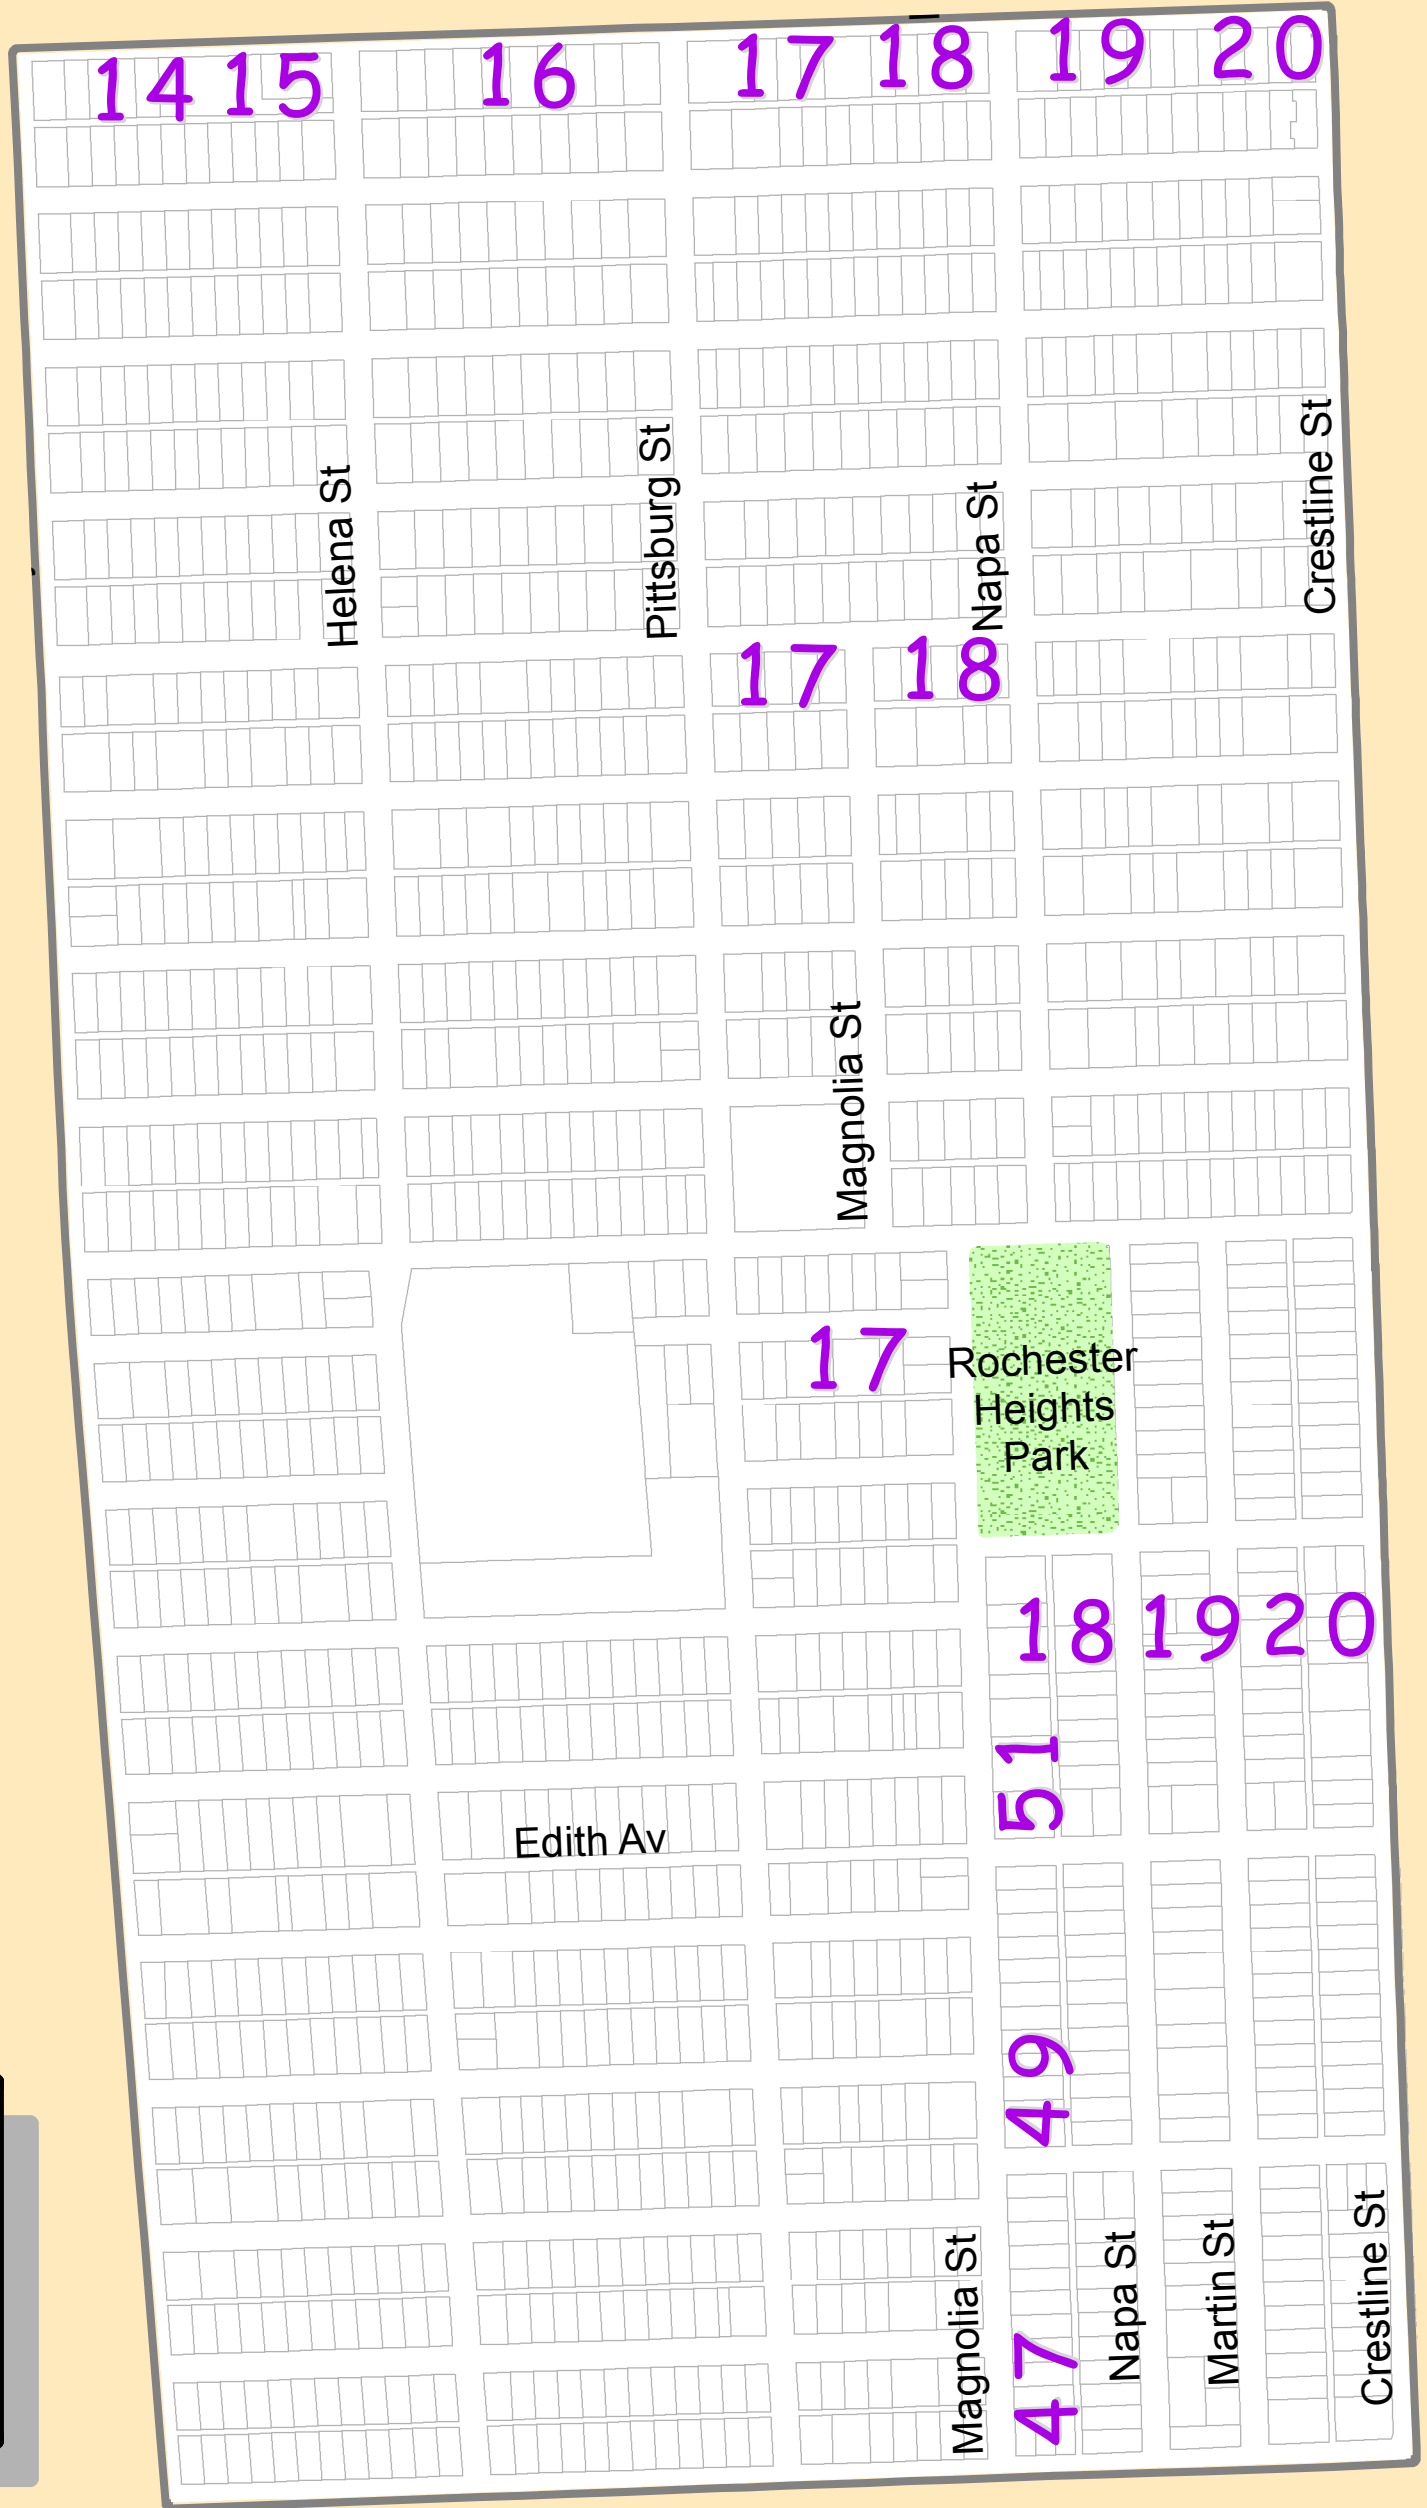 14 15 16 17 18 19 20
Helena St
Pittsburg St
Napa St
Crestline St
17 18
Magnolia St
17
Rochester
Heights
Park
18 19 20
51
Edith Av
49
47
Magnolia St
Napa St
Martin St
Crestline St